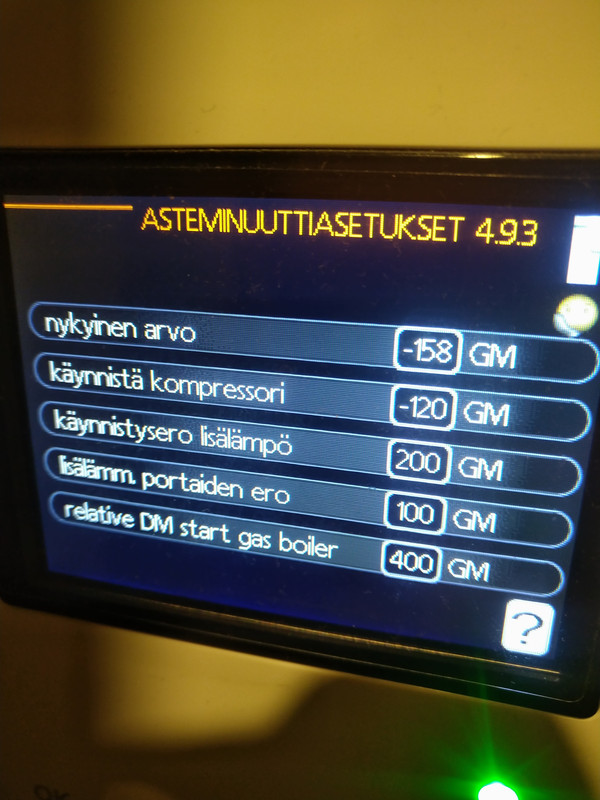 ASTEMINUUTTIASETUKSET 4.9.3
nykyinen arvo -158 GM
käynnistä kompressori -120 GM
käynnistysero lisälämpö 200 GM
lisälämm. portaiden ero 100 GM
relative DM start gas boiler 400 GM
?
OK